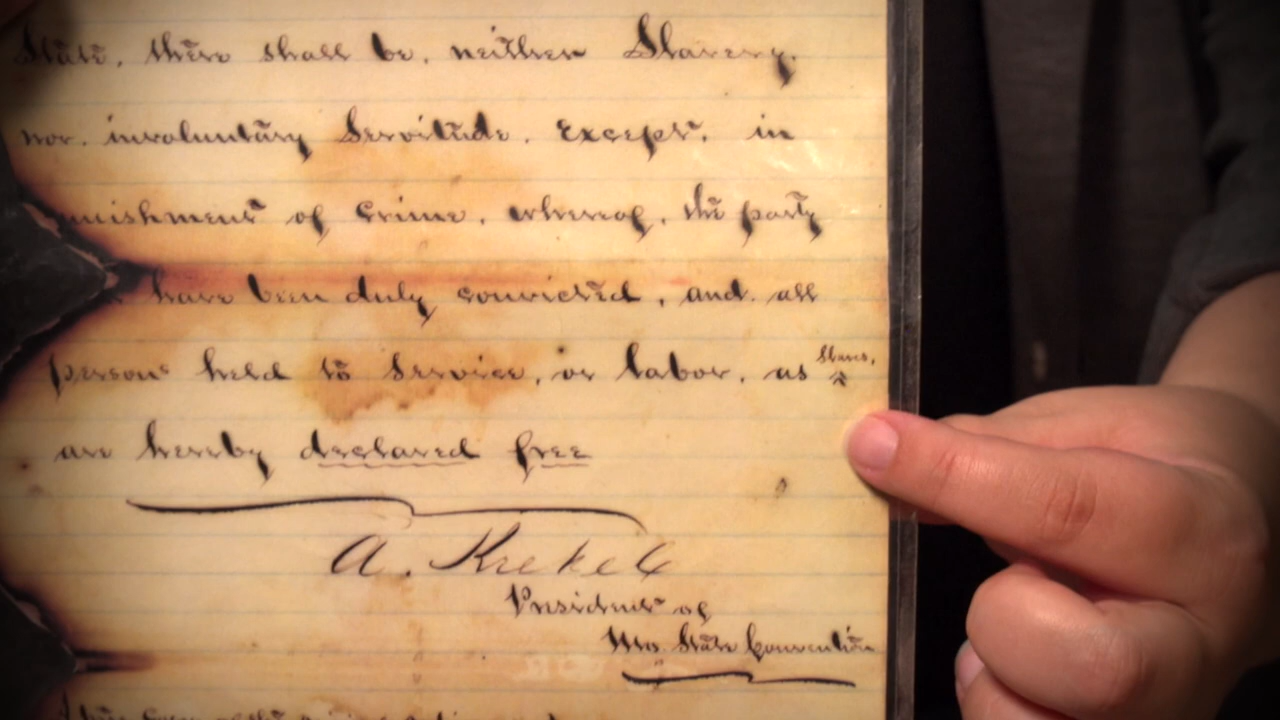 State, there shall be, neither Slavery,
nor, involuntary Servitude, Except, in
punishment of Crime, whereof, the party
have been duly convicted, and all
Slaves,
persons held to Service, or labor, as ^
are hereby declared free
A. Krekel
President of
Mo. State Convention